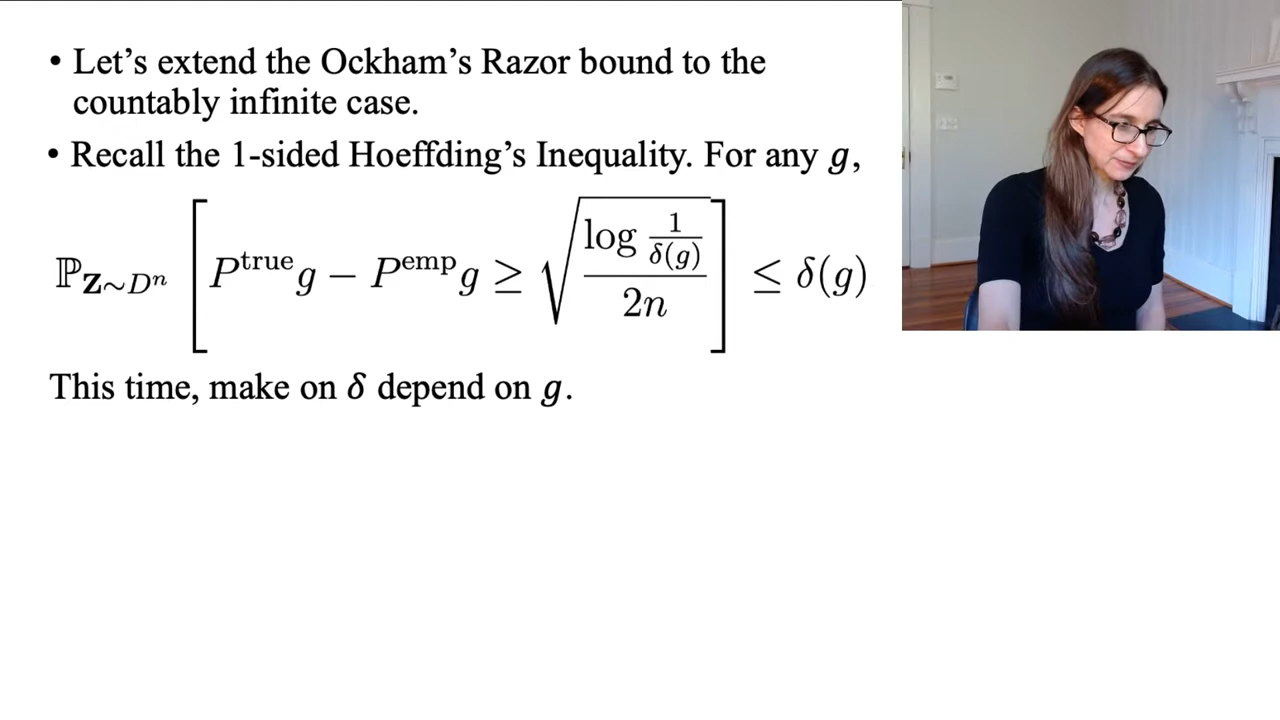 • Let’s extend the Ockham’s Razor bound to the
countably infinite case.
• Recall the 1-sided Hoeffding’s Inequality. For any g,
ℙ_{𝐙∼Dⁿ} [ P^{true} g − P^{emp} g ≥ √( (log 1/δ(g)) / 2n ) ] ≤ δ(g)
This time, make on δ depend on g.